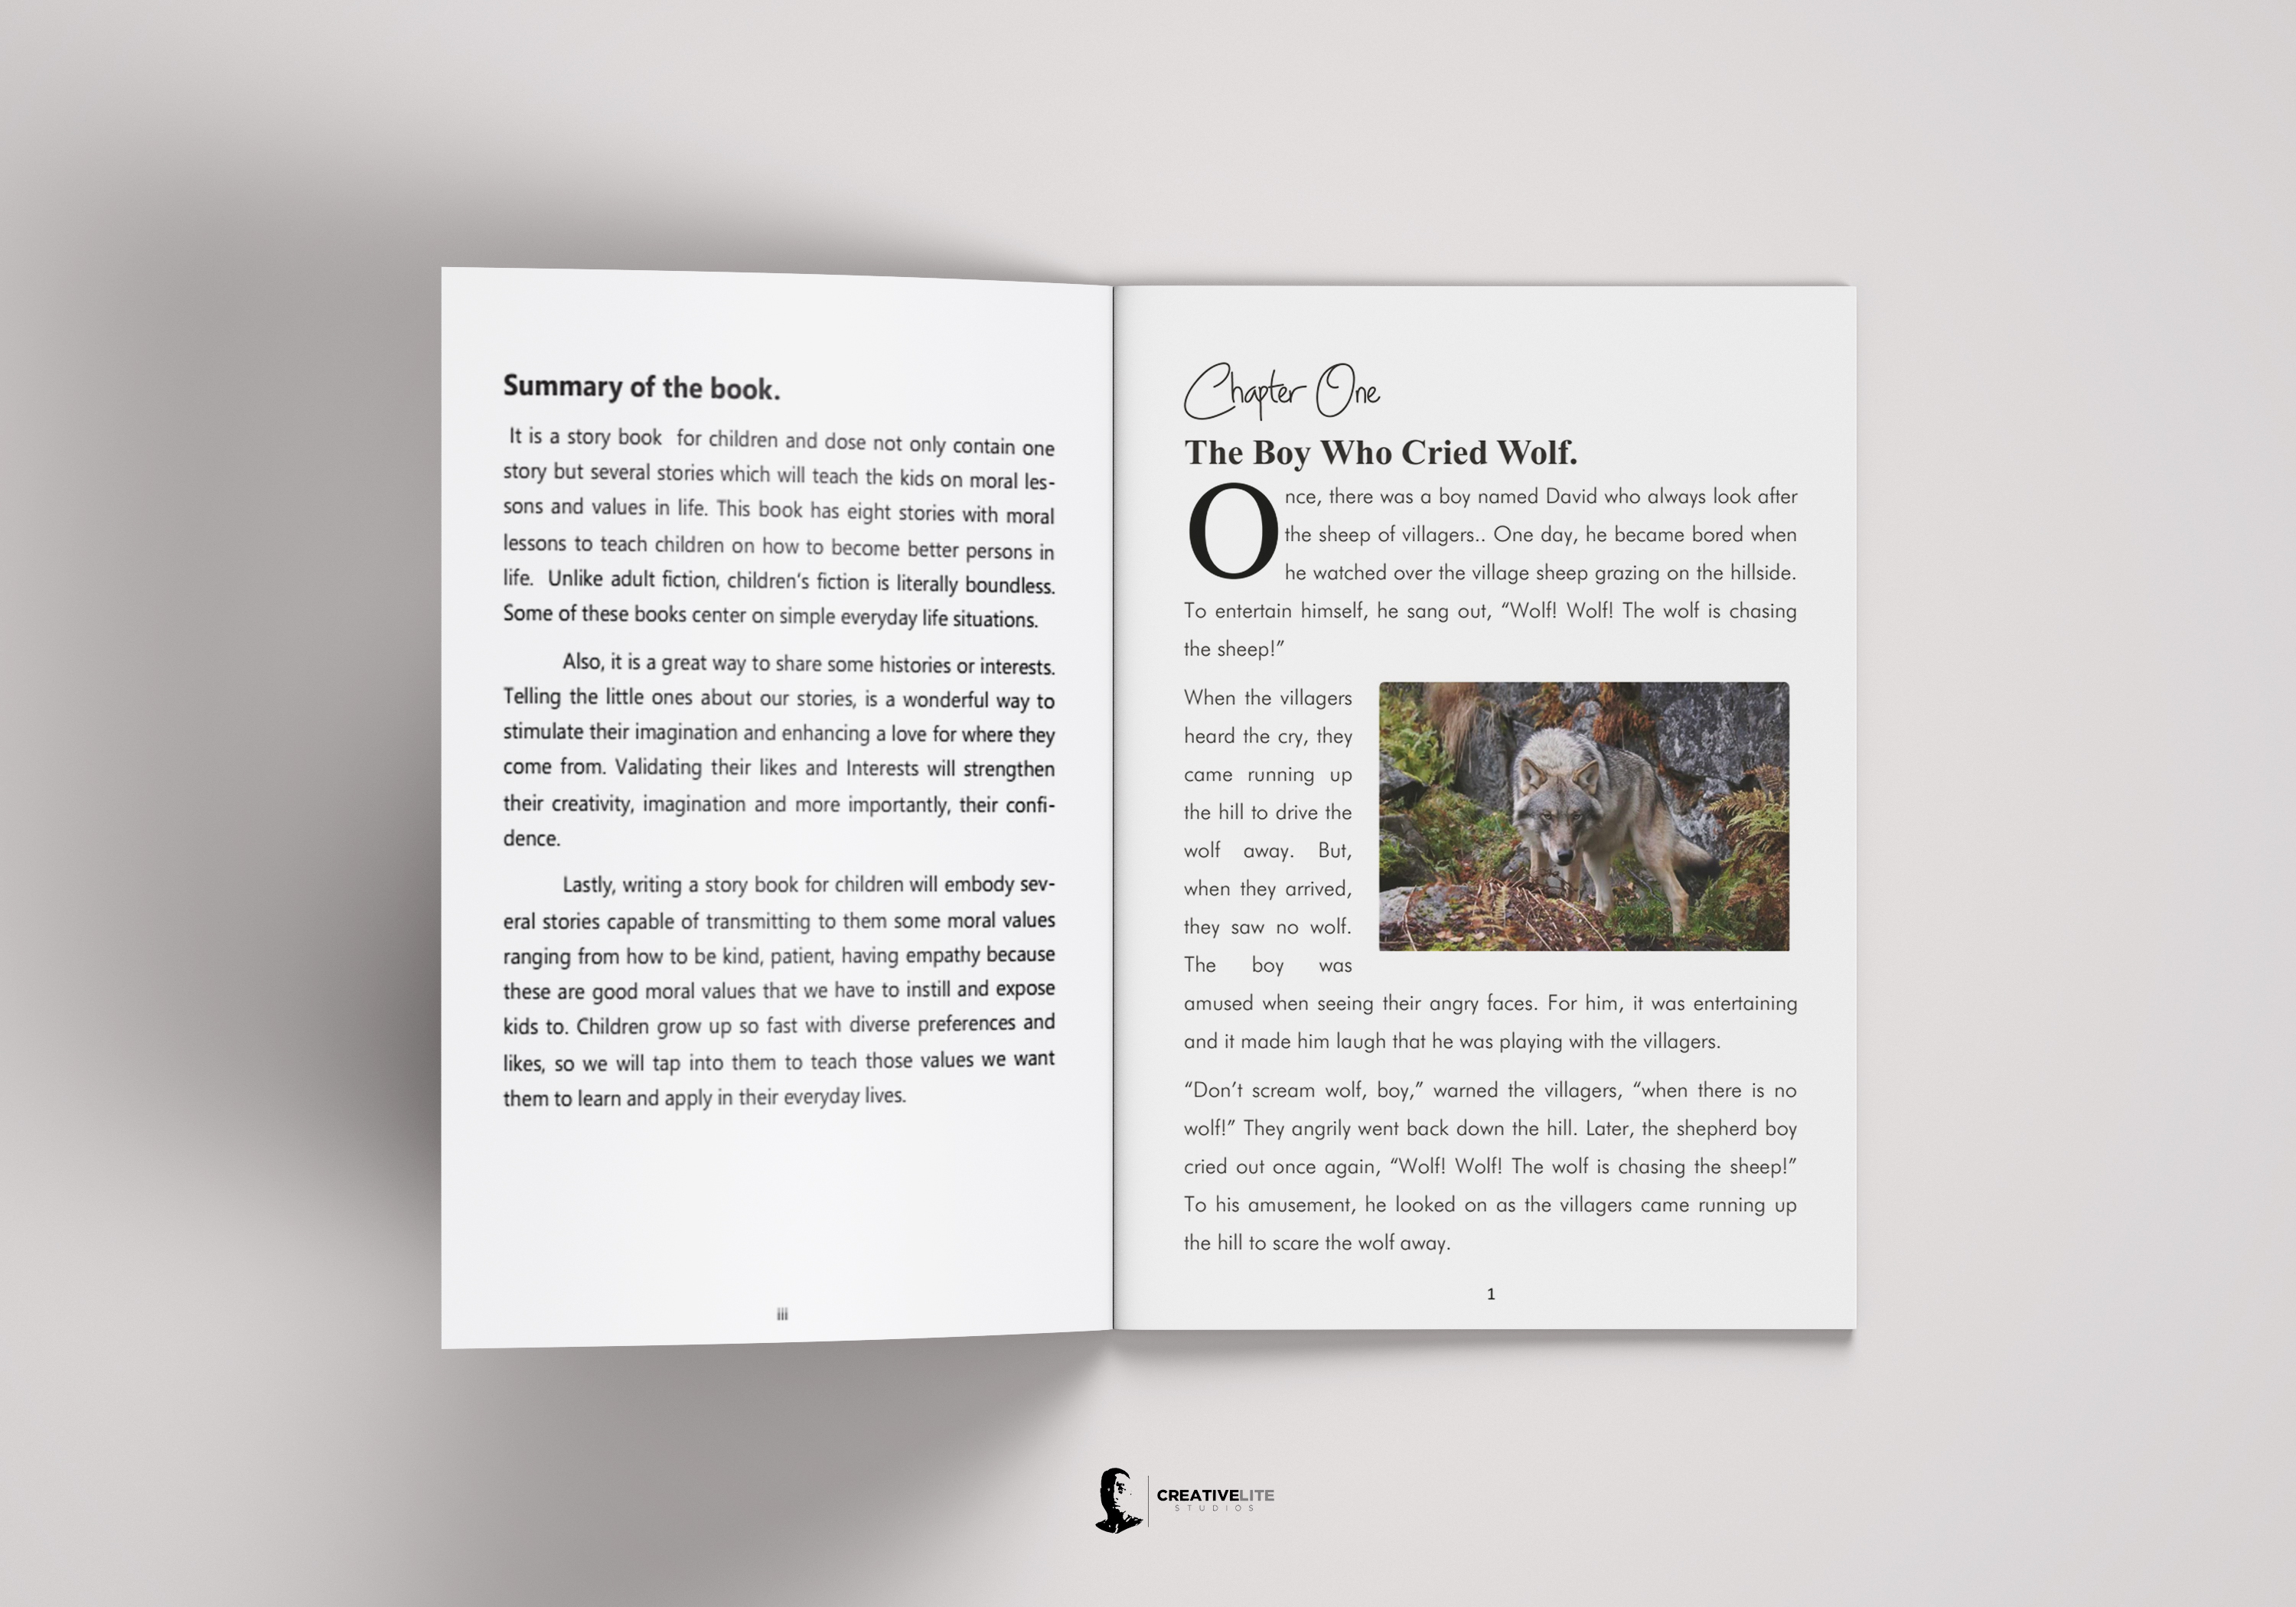 Summary of the book.
It is a story book for children and dose not only contain one
story but several stories which will teach the kids on moral les-
sons and values in life. This book has eight stories with moral
lessons to teach children on how to become better persons in
life. Unlike adult fiction, children's fiction is literally boundless.
Some of these books center on simple everyday life situations.
Also, it is a great way to share some histories or interests.
Telling the little ones about our stories, is a wonderful way to
stimulate their imagination and enhancing a love for where they
come from. Validating their likes and Interests will strengthen
their creativity, imagination and more importantly, their confi-
dence.
Lastly, writing a story book for children will embody sev-
eral stories capable of transmitting to them some moral values
ranging from how to be kind, patient, having empathy because
these are good moral values that we have to instill and expose
kids to. Children grow up so fast with diverse preferences and
likes, so we will tap into them to teach those values we want
them to learn and apply in their everyday lives.
iii
Chapter One
The Boy Who Cried Wolf.
Once, there was a boy named David who always look after
the sheep of villagers.. One day, he became bored when
he watched over the village sheep grazing on the hillside.
To entertain himself, he sang out, “Wolf! Wolf! The wolf is chasing
the sheep!”
When the villagers
heard the cry, they
came running up
the hill to drive the
wolf away. But,
when they arrived,
they saw no wolf.
The boy was
amused when seeing their angry faces. For him, it was entertaining
and it made him laugh that he was playing with the villagers.
“Don’t scream wolf, boy,” warned the villagers, “when there is no
wolf!” They angrily went back down the hill. Later, the shepherd boy
cried out once again, “Wolf! Wolf! The wolf is chasing the sheep!”
To his amusement, he looked on as the villagers came running up
the hill to scare the wolf away.
1
CREATIVELITE
STUDIOS